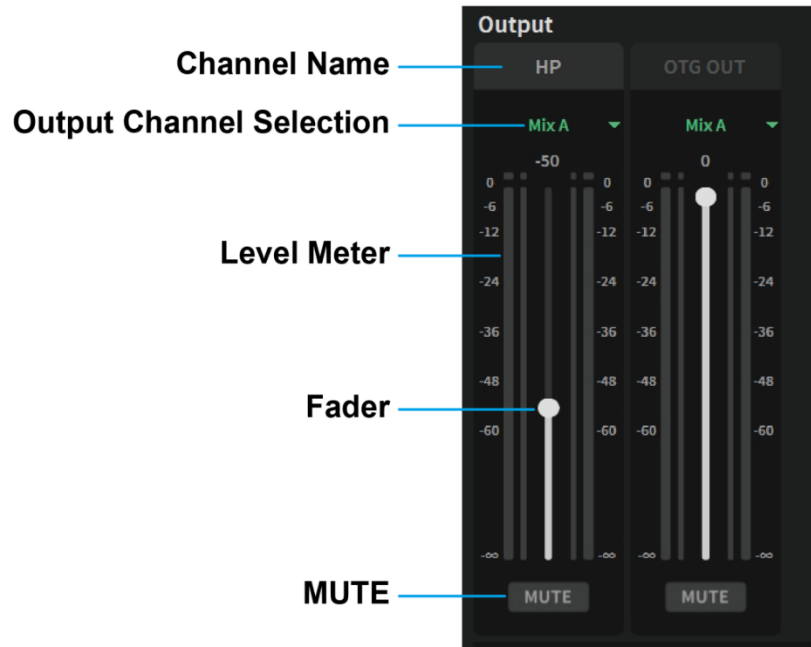 Output
Channel Name
HP
OTG OUT
Output Channel Selection
Mix A
Mix A
-50
0
0 0 0 0
-6 -6 -6 -6
-12 -12 -12 -12
Level Meter
-24 -24 -24 -24
-36 -36 -36 -36
-48 -48 -48 -48
Fader
-60 -60 -60 -60
-∞ -∞ -∞ -∞
MUTE
MUTE
MUTE